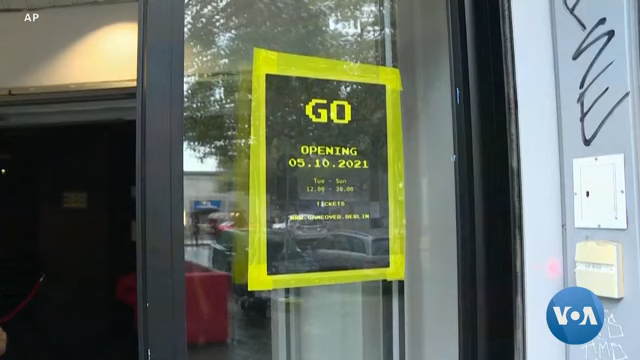 AP
GO
OPENING
05.10.2021
Tue - Sun
12.00 - 20.00
TICKETS
WWW.GAMEOVER.BERLIN
VOA